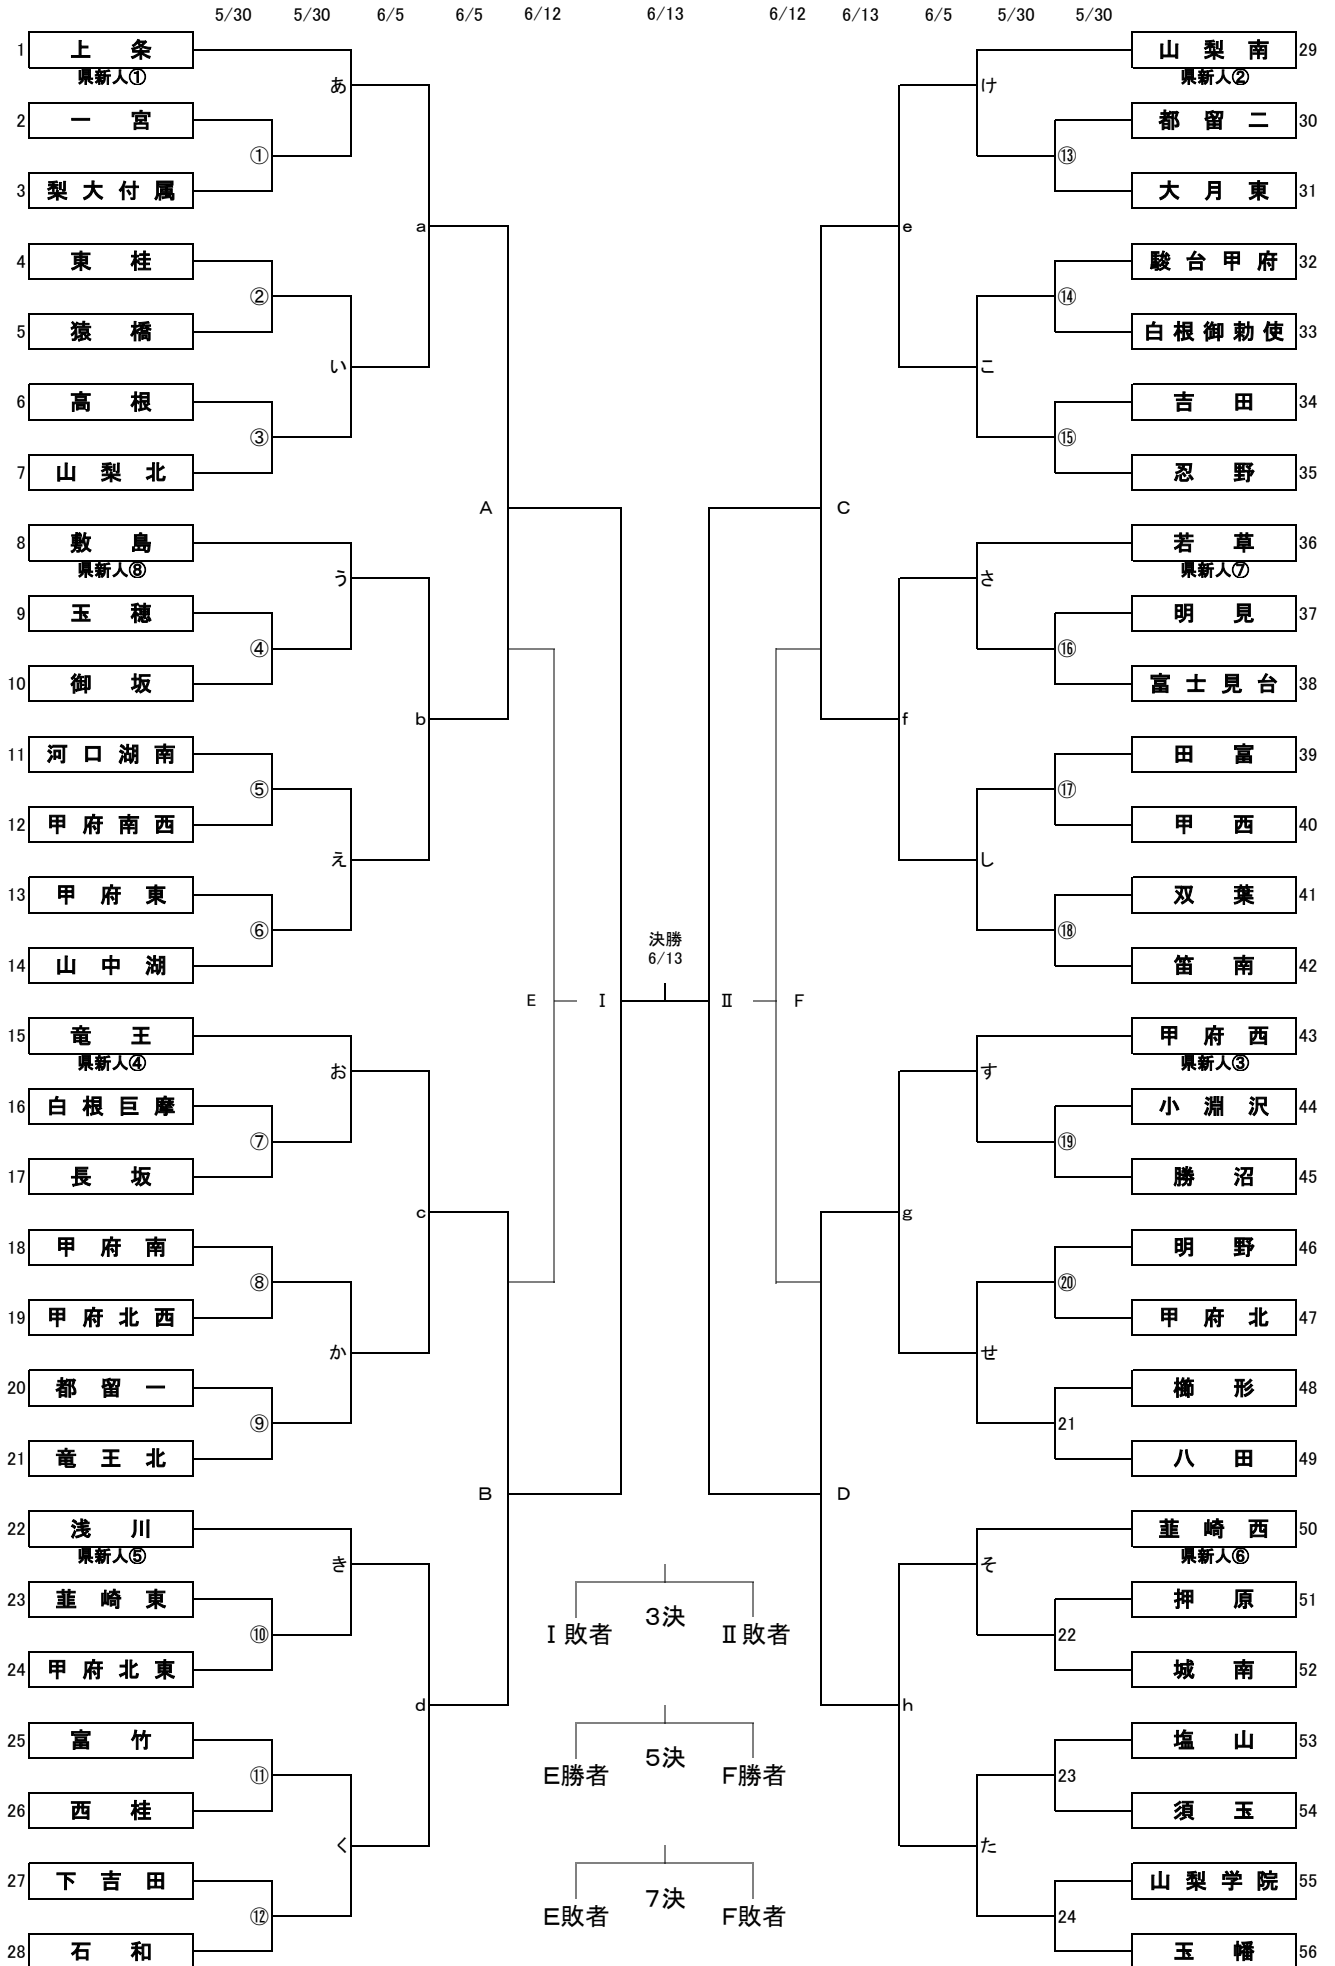 5/30 5/30 6/5 6/5 6/12 6/13 6/12 6/13 6/5 5/30 5/30
1 上条
県新人①
あ
2 一宮
①
3 梨大付属
a
4 東桂
②
5 猿橋
い
6 高根
③
7 山梨北
A
8 敷島
県新人⑧
う
9 玉穂
④
10 御坂
b
11 河口湖南
⑤
12 甲府南西
え
13 甲府東
⑥
14 山中湖
E Ⅰ
15 竜王
県新人④
お
16 白根巨摩
⑦
17 長坂
c
18 甲府南
⑧
19 甲府北西
か
20 都留一
⑨
21 竜王北
B
22 浅川
県新人⑤
き
23 韮崎東
⑩
24 甲府北東
d
25 富竹
⑪
26 西桂
く
27 下吉田
⑫
28 石和
決勝
6/13
3決
Ⅰ敗者 Ⅱ敗者
5決
E勝者 F勝者
7決
E敗者 F敗者
山梨南 29
県新人②
け
都留二 30
⑬
大月東 31
e
駿台甲府 32
⑭
白根御勅使 33
こ
吉田 34
⑮
忍野 35
C
若草 36
県新人⑦
さ
明見 37
⑯
富士見台 38
f
田富 39
⑰
甲西 40
し
双葉 41
⑱
笛南 42
Ⅱ F
甲府西 43
県新人③
す
小淵沢 44
⑲
勝沼 45
g
明野 46
⑳
甲府北 47
せ
櫛形 48
21
八田 49
D
韮崎西 50
県新人⑥
そ
押原 51
22
城南 52
h
塩山 53
23
須玉 54
た
山梨学院 55
24
玉幡 56